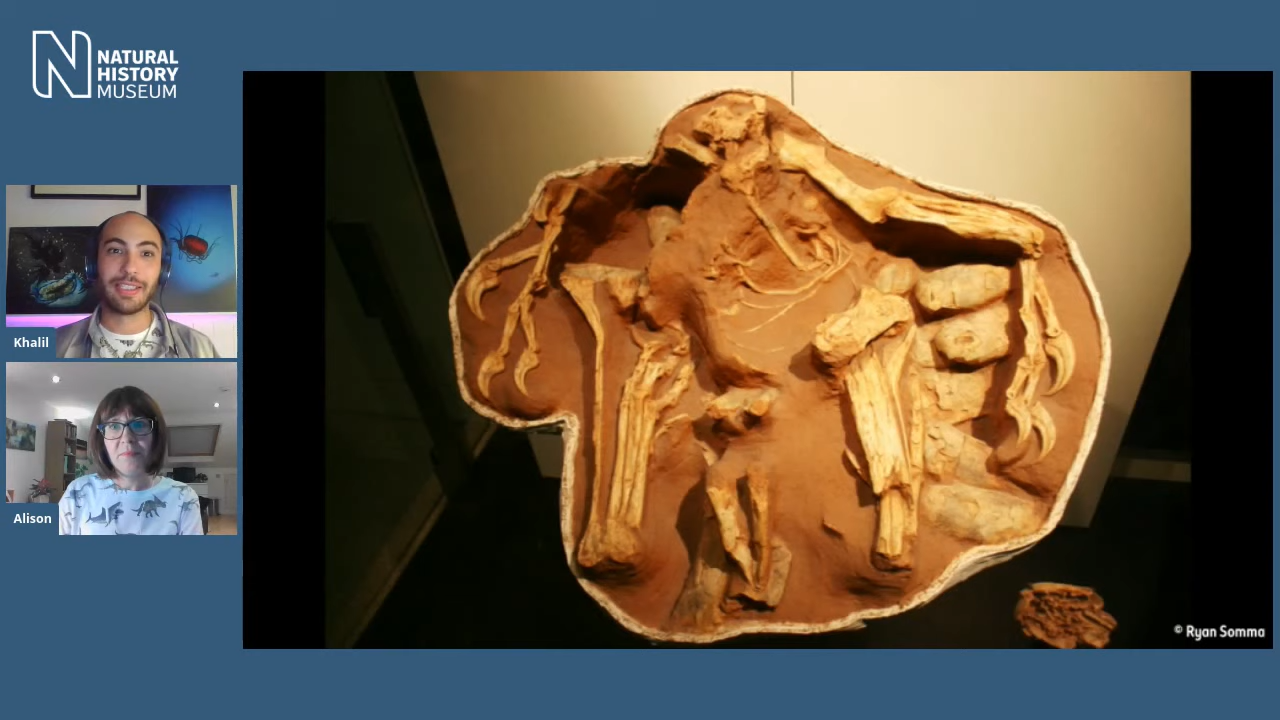 NATURAL
HISTORY
MUSEUM
Khalil
Alison
© Ryan Somma